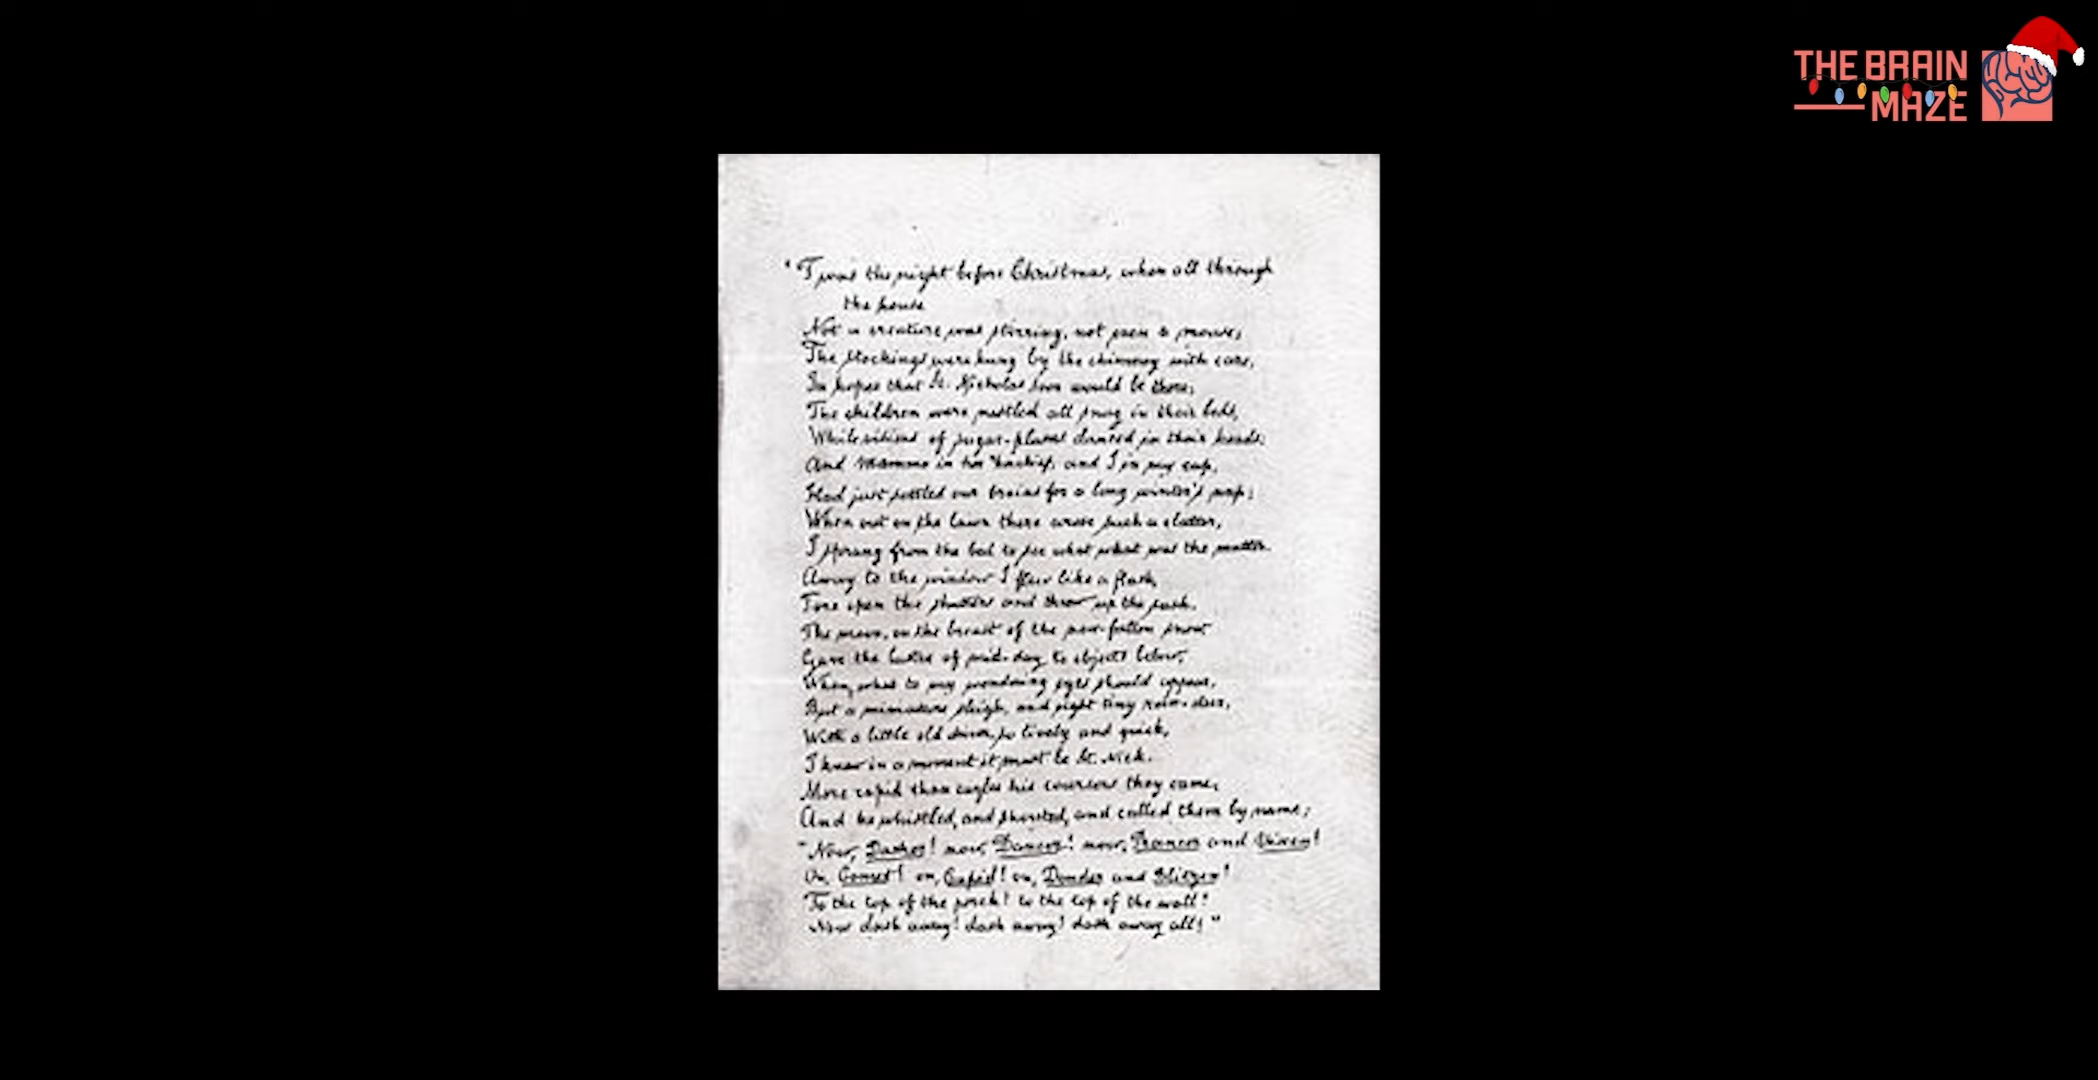 THE BRAIN
MAZE
'Twas the night before Christmas, when all through
the house
Not a creature was stirring, not even a mouse;
The stockings were hung by the chimney with care,
In hopes that St. Nicholas soon would be there;
The children were nestled all snug in their beds,
While visions of sugar-plums danced in their heads;
And Mamma in her 'kerchief, and I in my cap,
Had just settled our brains for a long winter's nap;
When out on the lawn there arose such a clatter,
I sprang from the bed to see what what was the matter.
Away to the window I flew like a flash,
Tore open the shutters and threw up the sash.
The moon, on the breast of the new-fallen snow
Gave the lustre of mid-day to objects below,
When, what to my wondering eyes should appear,
But a miniature sleigh, and eight tiny rein-deer,
With a little old driver, so lively and quick,
I knew in a moment it must be St. Nick.
More rapid than eagles his coursers they came,
And he whistled, and shouted, and called them by name;
"Now, Dasher! now, Dancer! now, Prancer and Vixen!
On, Comet! on, Cupid! on, Donder and Blitzen!
To the top of the porch! to the top of the wall!
Now dash away! dash away! dash away all!"